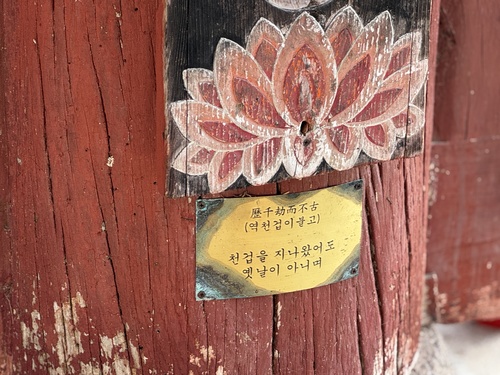 歷千劫而不古
(역천겁이불고)
천겁을 지나왔어도
옛날이 아니며